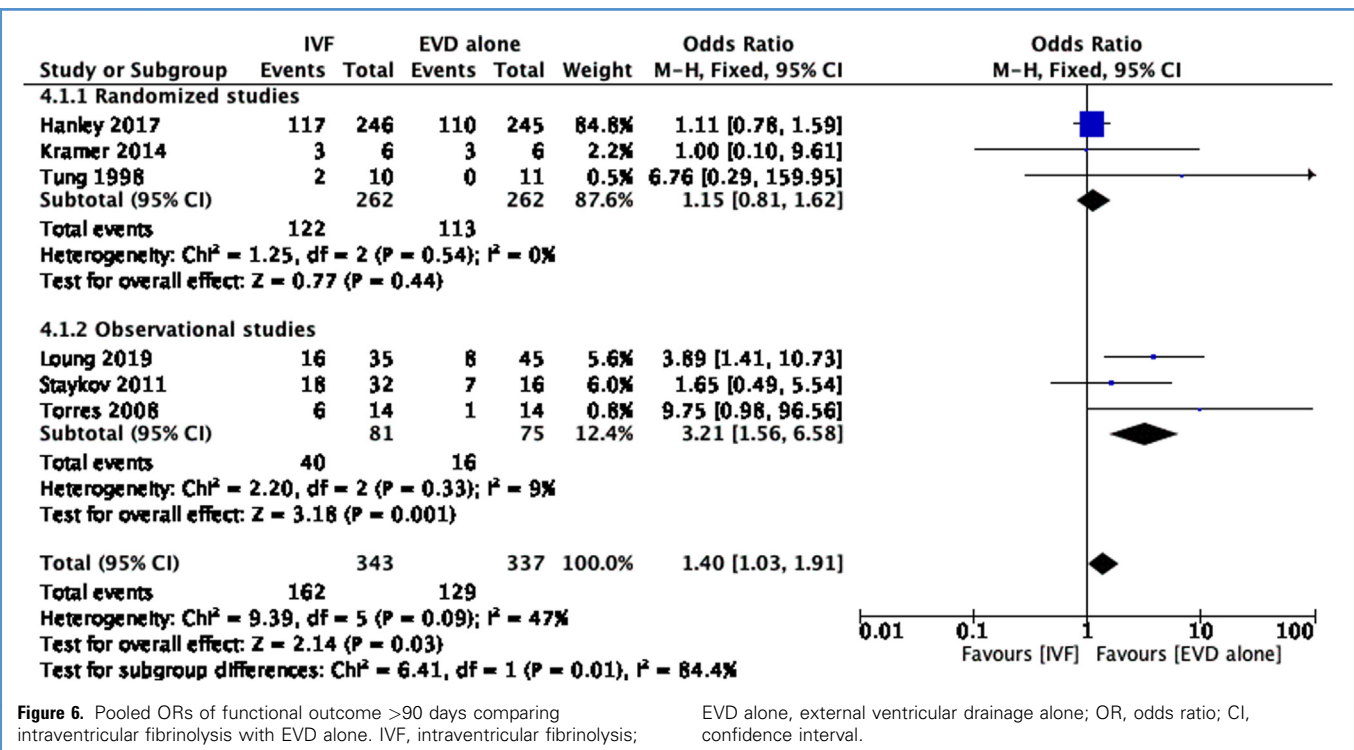 IVF EVD alone Odds Ratio Odds Ratio
Study or Subgroup Events Total Events Total Weight M-H, Fixed, 95% CI M-H, Fixed, 95% CI
4.1.1 Randomized studies
Hanley 2017 117 246 110 245 84.8% 1.11 [0.78, 1.59]
Kramer 2014 3 6 3 6 2.2% 1.00 [0.10, 9.61]
Tung 1998 2 10 0 11 0.5% 6.76 [0.29, 159.95]
Subtotal (95% CI) 262 262 87.6% 1.15 [0.81, 1.62]
Total events 122 113
Heterogeneity: Chi² = 1.25, df = 2 (P = 0.54); I² = 0%
Test for overall effect: Z = 0.77 (P = 0.44)
4.1.2 Observational studies
Loung 2019 16 35 8 45 5.6% 3.89 [1.41, 10.73]
Staykov 2011 18 32 7 16 6.0% 1.65 [0.49, 5.54]
Torres 2008 6 14 1 14 0.8% 9.75 [0.98, 96.56]
Subtotal (95% CI) 81 75 12.4% 3.21 [1.56, 6.58]
Total events 40 16
Heterogeneity: Chi² = 2.20, df = 2 (P = 0.33); I² = 9%
Test for overall effect: Z = 3.18 (P = 0.001)
Total (95% CI) 343 337 100.0% 1.40 [1.03, 1.91]
Total events 162 129
Heterogeneity: Chi² = 9.39, df = 5 (P = 0.09); I² = 47%
Test for overall effect: Z = 2.14 (P = 0.03)
Test for subgroup differences: Chi² = 6.41, df = 1 (P = 0.01), I² = 84.4%
0.01 0.1 1 10 100
Favours [IVF] Favours [EVD alone]
Figure 6. Pooled ORs of functional outcome >90 days comparing
intraventricular fibrinolysis with EVD alone. IVF, intraventricular fibrinolysis;
EVD alone, external ventricular drainage alone; OR, odds ratio; CI,
confidence interval.